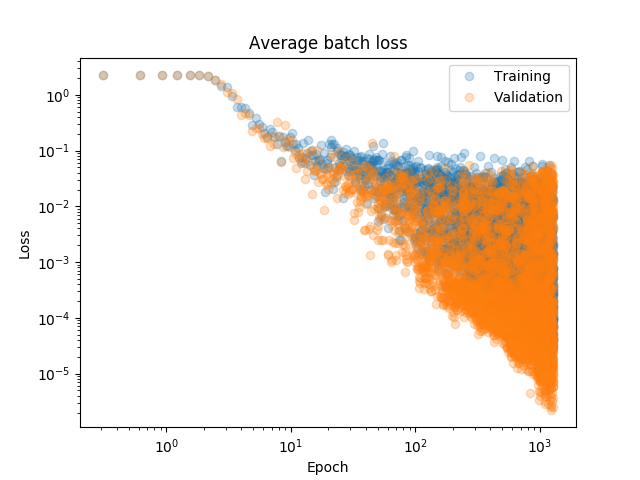 Average batch loss
Training
Validation
Loss
10⁰
10⁻¹
10⁻²
10⁻³
10⁻⁴
10⁻⁵
10⁰ 10¹ 10² 10³
Epoch